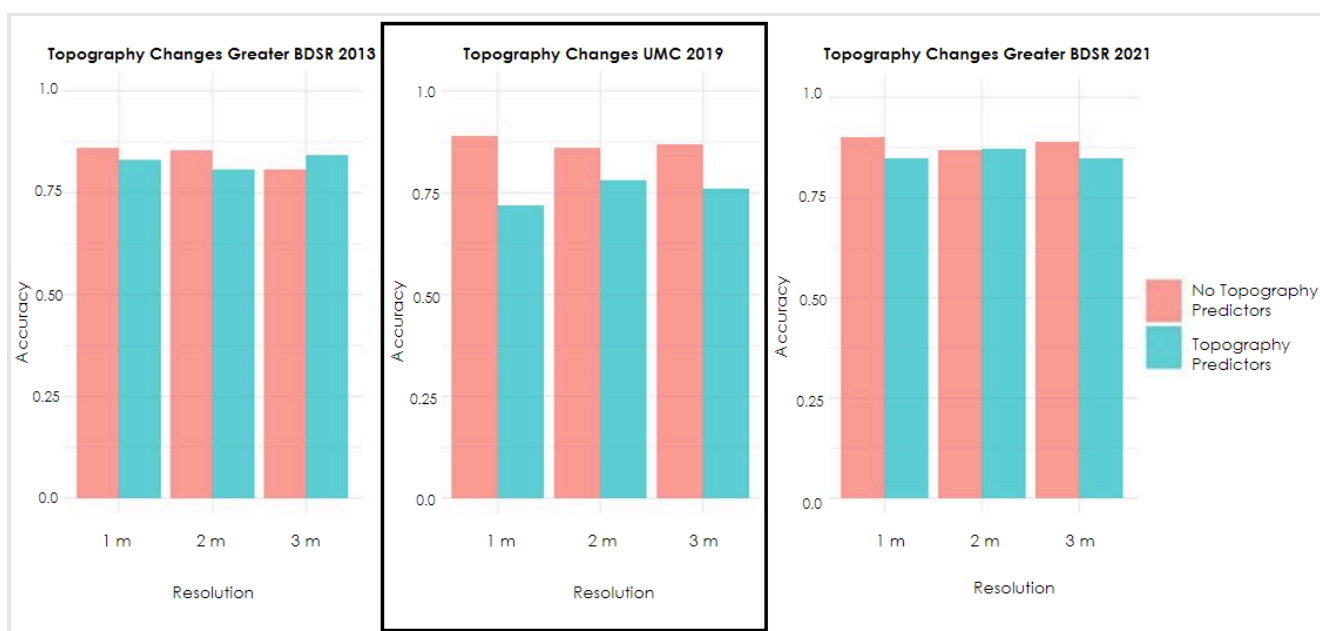 Topography Changes Greater BDSR 2013
1.0
0.75
0.50
0.25
0.0
Accuracy
1 m
2 m
3 m
Resolution
Topography Changes UMC 2019
1.0
0.75
0.50
0.25
0.0
Accuracy
1 m
2 m
3 m
Resolution
Topography Changes Greater BDSR 2021
1.0
0.75
0.50
0.25
0.0
Accuracy
1 m
2 m
3 m
Resolution
No Topography
Predictors
Topography
Predictors